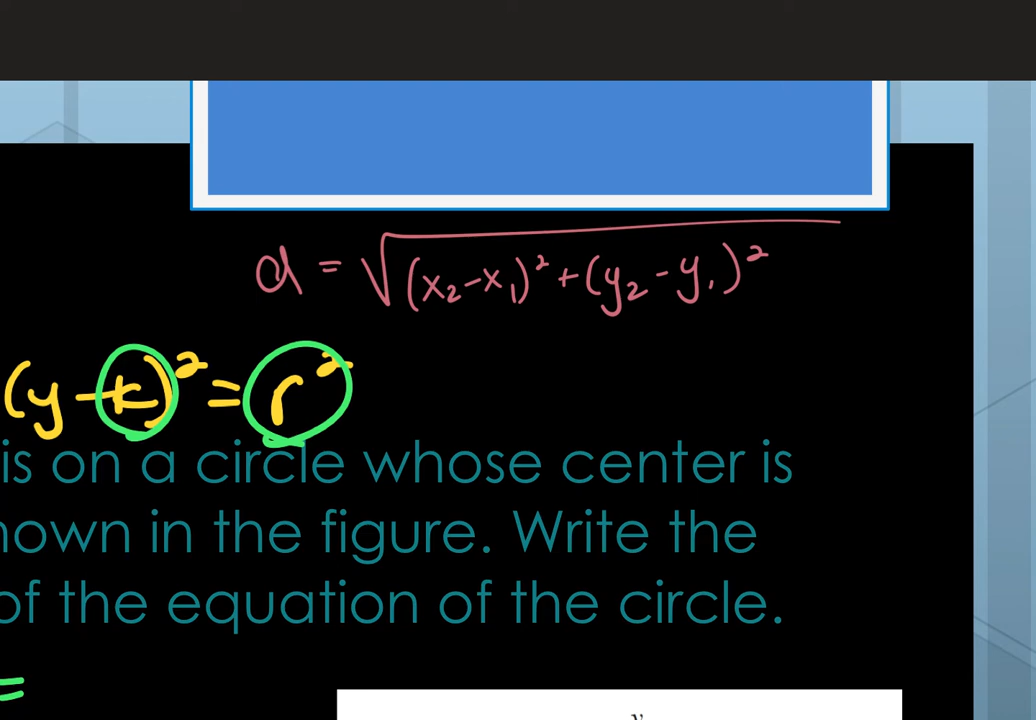 d = √(x₂-x₁)² + (y₂-y₁)²
(y-k)² = r²
is on a circle whose center is
hown in the figure. Write the
of the equation of the circle.
=
y